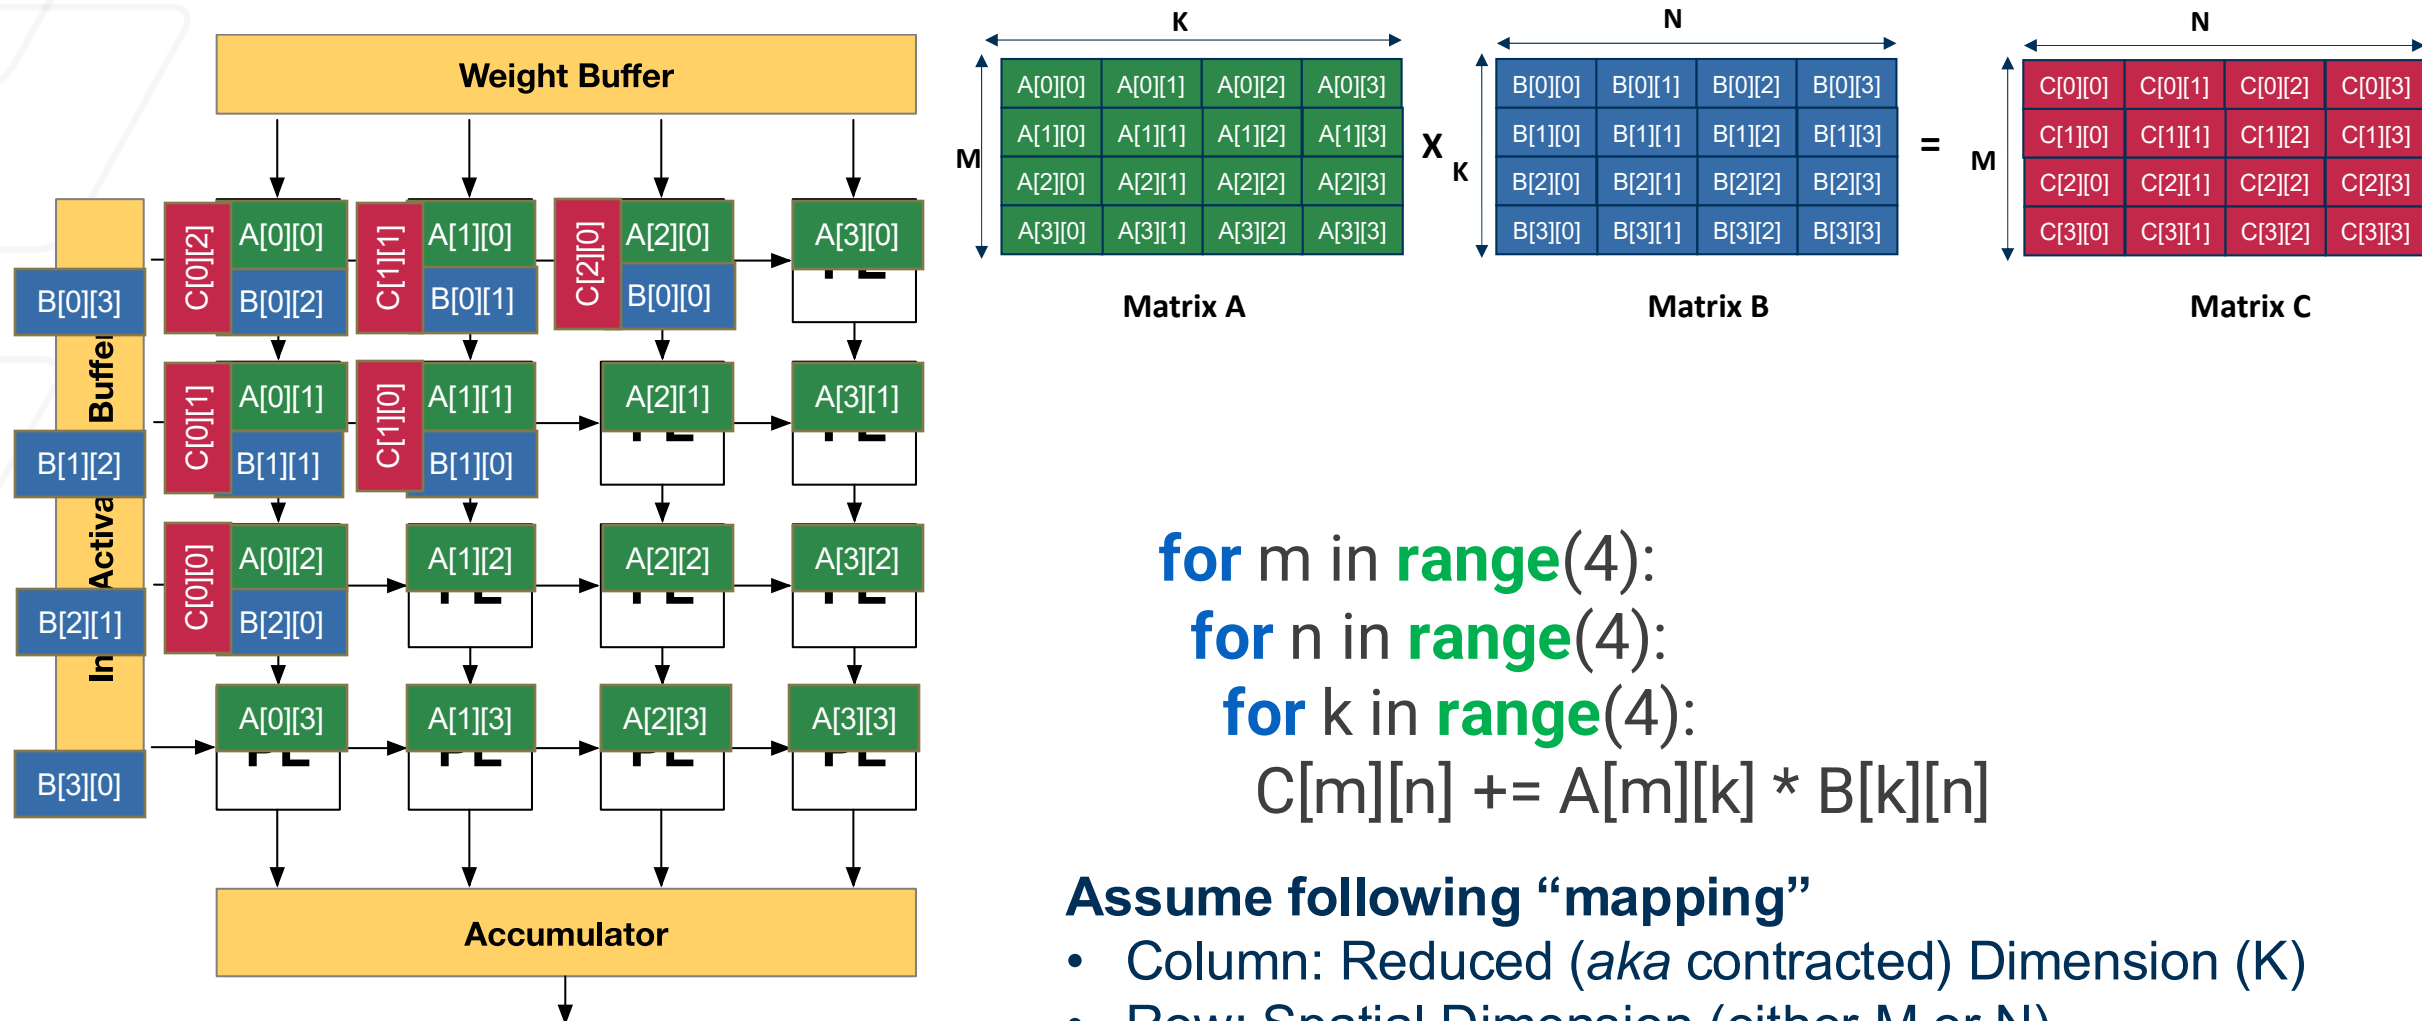 Weight Buffer
A[0][0]
A[1][0]
A[2][0]
A[3][0]
C[0][2]
C[1][1]
C[2][0]
B[0][3]
B[0][2]
B[0][1]
B[0][0]
A[0][1]
A[1][1]
A[2][1]
A[3][1]
C[0][1]
C[1][0]
B[1][2]
B[1][1]
B[1][0]
A[0][2]
A[1][2]
A[2][2]
A[3][2]
C[0][0]
B[2][1]
B[2][0]
A[0][3]
A[1][3]
A[2][3]
A[3][3]
B[3][0]
Accumulator
K
M
A[0][0] A[0][1] A[0][2] A[0][3]
A[1][0] A[1][1] A[1][2] A[1][3]
A[2][0] A[2][1] A[2][2] A[2][3]
A[3][0] A[3][1] A[3][2] A[3][3]
Matrix A
X
N
K
B[0][0] B[0][1] B[0][2] B[0][3]
B[1][0] B[1][1] B[1][2] B[1][3]
B[2][0] B[2][1] B[2][2] B[2][3]
B[3][0] B[3][1] B[3][2] B[3][3]
Matrix B
=
N
M
C[0][0] C[0][1] C[0][2] C[0][3]
C[1][0] C[1][1] C[1][2] C[1][3]
C[2][0] C[2][1] C[2][2] C[2][3]
C[3][0] C[3][1] C[3][2] C[3][3]
Matrix C
for m in range(4):
for n in range(4):
for k in range(4):
C[m][n] += A[m][k] * B[k][n]
Assume following “mapping”
• Column: Reduced (aka contracted) Dimension (K)
• Row: Spatial Dimension (either M or N)